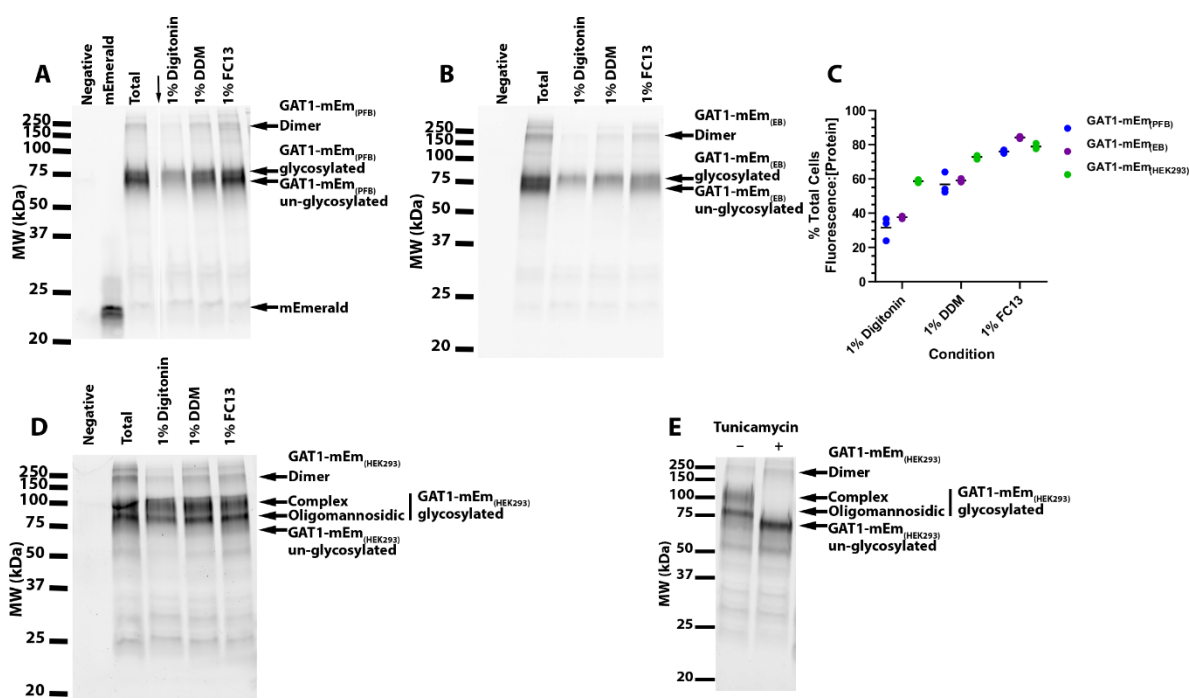 A
Negative
mEmerald
Total
1% Digitonin
1% DDM
1% FC13
MW (kDa)
250
150
100
75
50
37
25
20
GAT1-mEm(PFB)
Dimer
GAT1-mEm(PFB)
glycosylated
GAT1-mEm(PFB)
un-glycosylated
mEmerald
B
Negative
Total
1% Digitonin
1% DDM
1% FC13
MW (kDa)
250
150
100
75
50
37
25
20
GAT1-mEm(EB)
Dimer
GAT1-mEm(EB)
glycosylated
GAT1-mEm(EB)
un-glycosylated
C
% Total Cells
Fluorescence:[Protein]
100
80
60
40
20
0
1% Digitonin
1% DDM
1% FC13
Condition
GAT1-mEm(PFB)
GAT1-mEm(EB)
GAT1-mEm(HEK293)
D
Negative
Total
1% Digitonin
1% DDM
1% FC13
MW (kDa)
250
150
100
75
50
37
25
20
GAT1-mEm(HEK293)
Dimer
Complex
Oligomannosidic
GAT1-mEm(HEK293)
glycosylated
GAT1-mEm(HEK293)
un-glycosylated
E
Tunicamycin
– +
MW (kDa)
250
150
100
75
50
37
25
20
GAT1-mEm(HEK293)
Dimer
Complex
Oligomannosidic
GAT1-mEm(HEK293)
glycosylated
GAT1-mEm(HEK293)
un-glycosylated